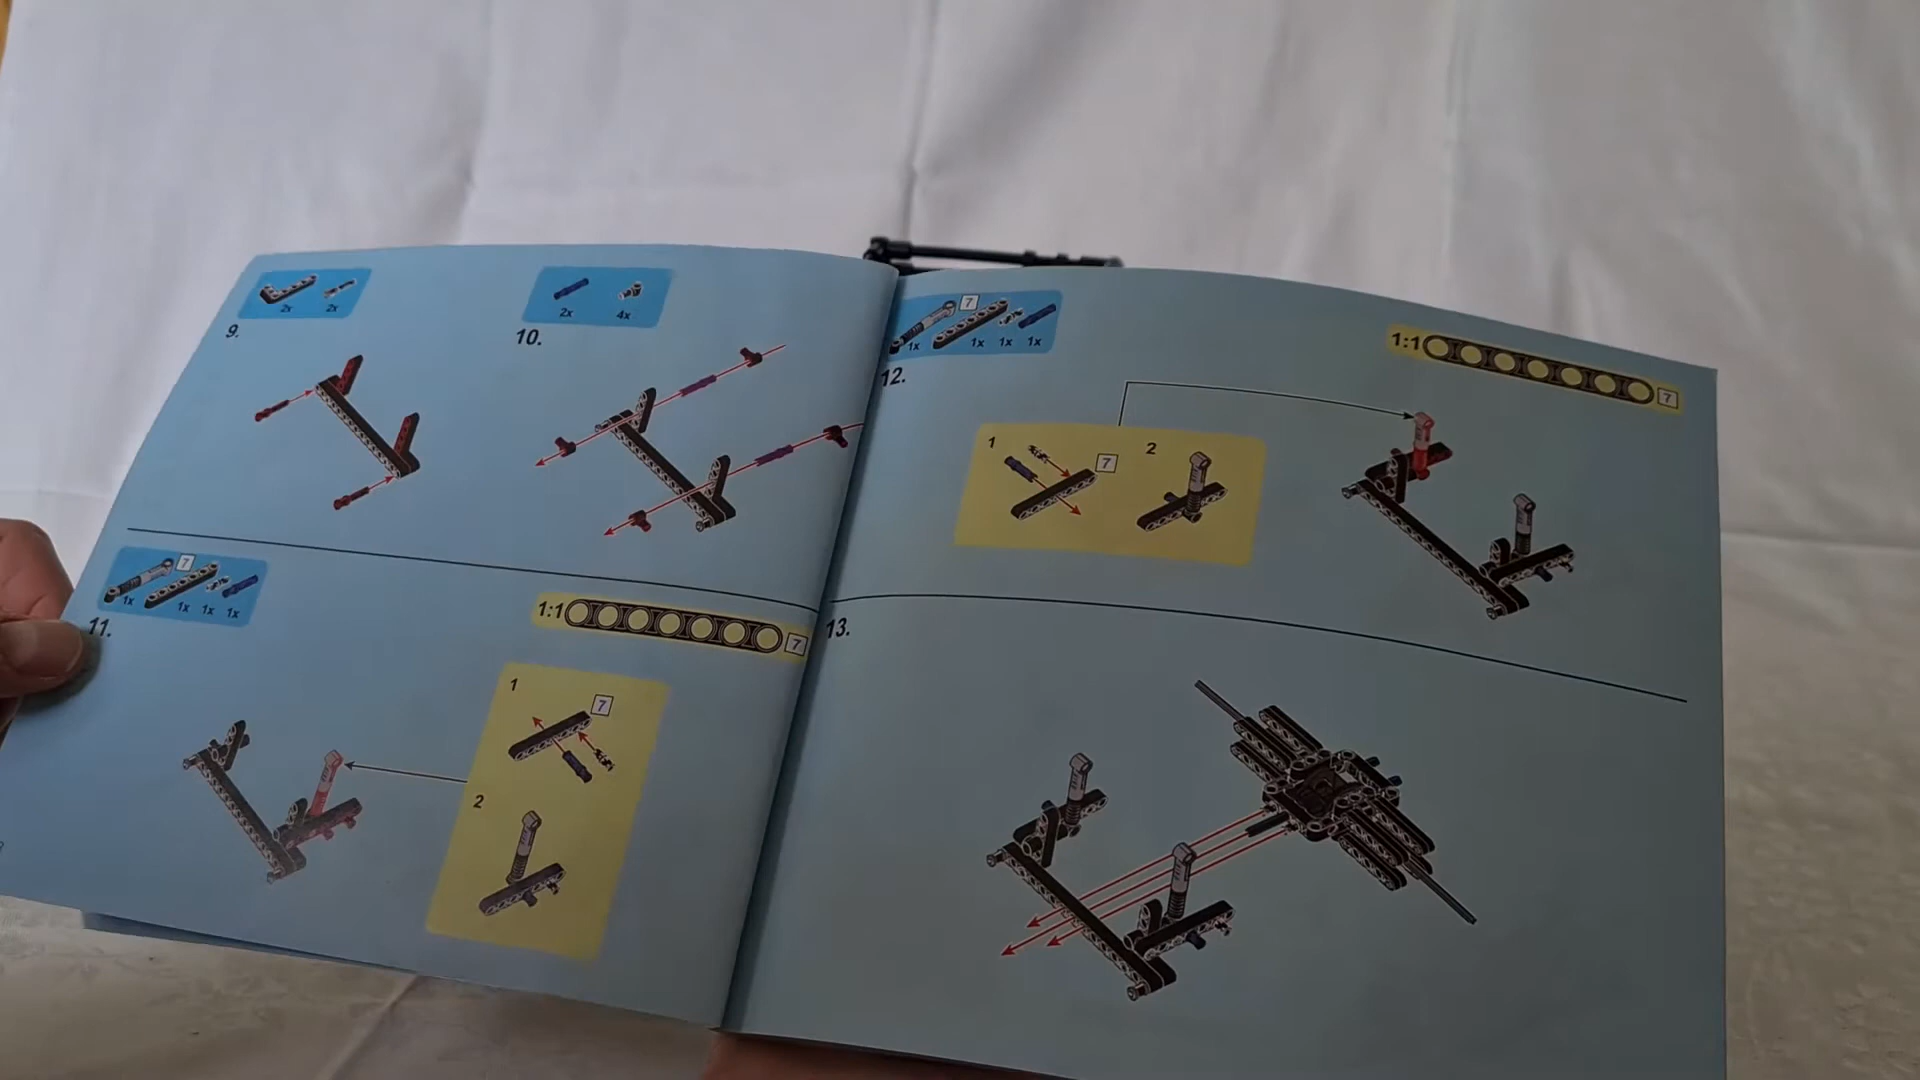 2x 2x
9.
2x 4x
10.
7
1x 1x 1x 1x
11.
1:1 7
1
7
2
7
1x 1x 1x 1x
12.
1:1 7
1 7 2
13.